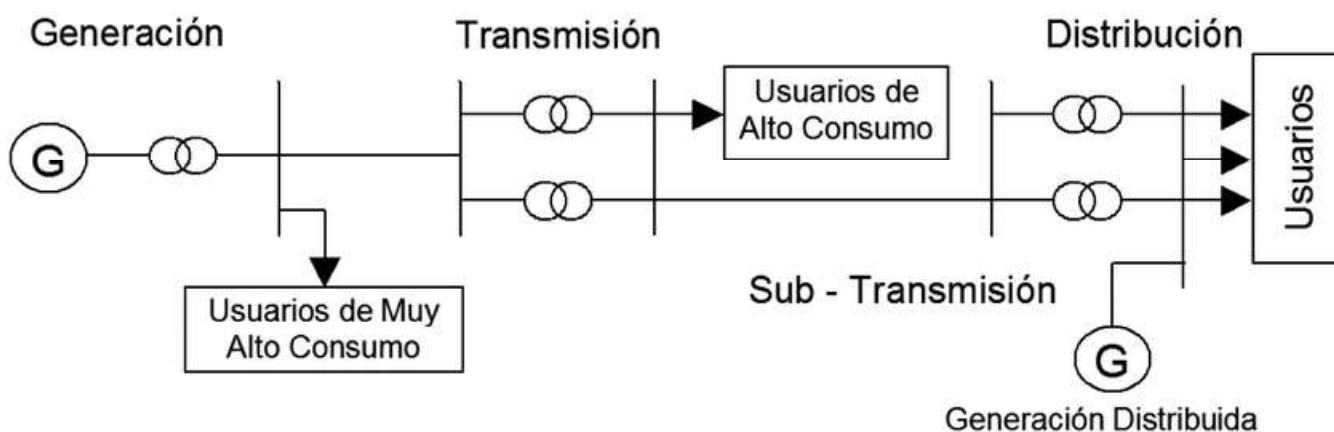 Generación
Transmisión
Distribución
Usuarios de
Alto Consumo
Usuarios
G
Usuarios de Muy
Alto Consumo
Sub - Transmisión
G
Generación Distribuida